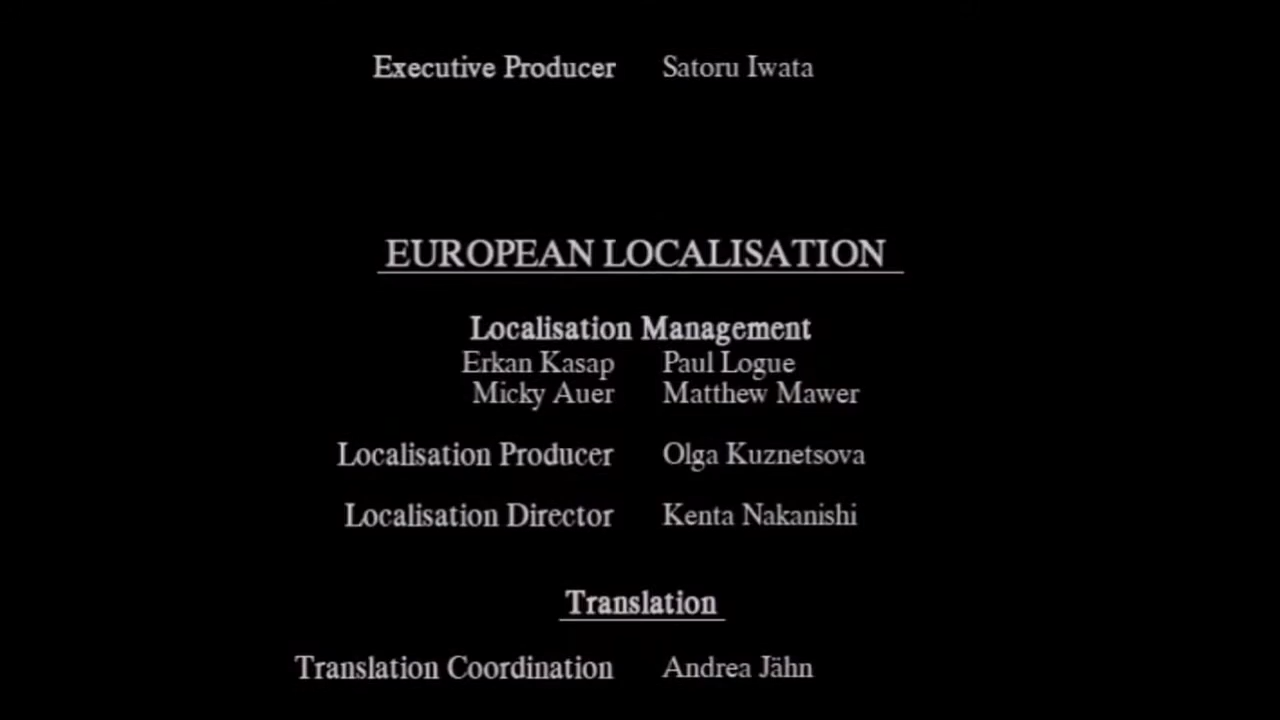 Executive Producer Satoru Iwata
EUROPEAN LOCALISATION
Localisation Management
Erkan Kasap Paul Logue
Micky Auer Matthew Mawer
Localisation Producer Olga Kuznetsova
Localisation Director Kenta Nakanishi
Translation
Translation Coordination Andrea Jähn